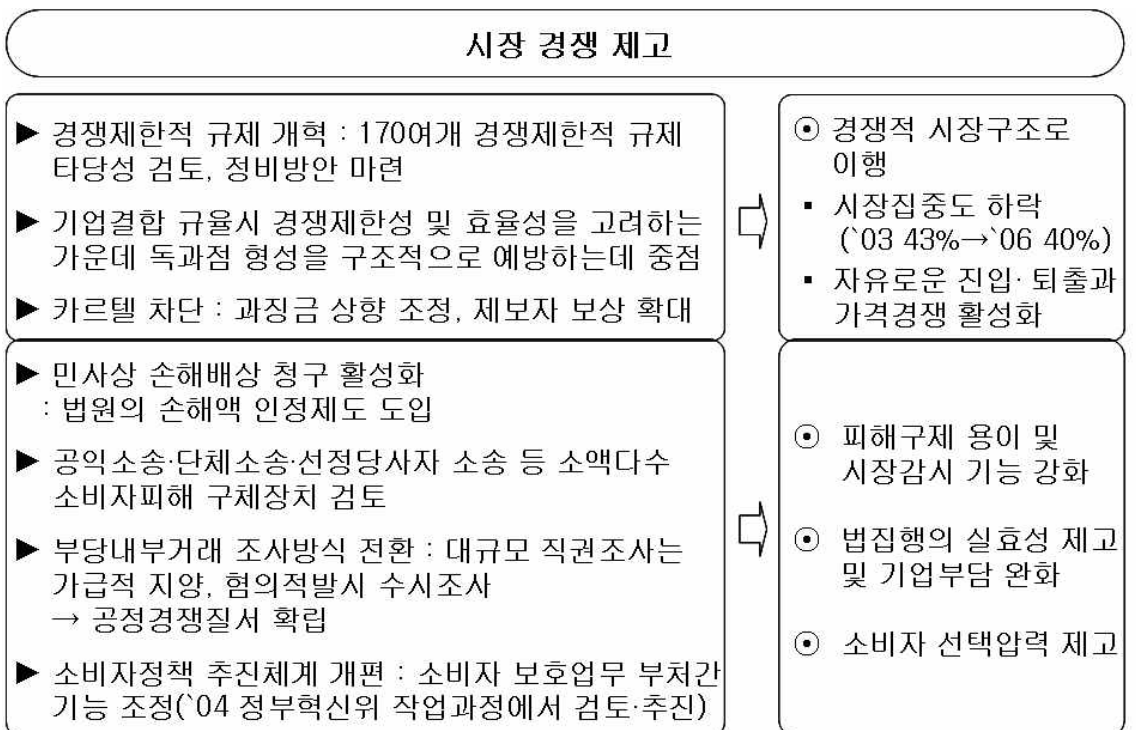 시장 경쟁 제고
▶ 경쟁제한적 규제 개혁 : 170여개 경쟁제한적 규제
타당성 검토, 정비방안 마련
▶ 기업결합 규율시 경쟁제한성 및 효율성을 고려하는
가운데 독과점 형성을 구조적으로 예방하는데 중점
▶ 카르텔 차단 : 과징금 상향 조정, 제보자 보상 확대
⊙ 경쟁적 시장구조로
이행
▪ 시장집중도 하락
(`03 43%→`06 40%)
▪ 자유로운 진입· 퇴출과
가격경쟁 활성화
▶ 민사상 손해배상 청구 활성화
: 법원의 손해액 인정제도 도입
▶ 공익소송·단체소송·선정당사자 소송 등 소액다수
소비자피해 구체장치 검토
▶ 부당내부거래 조사방식 전환 : 대규모 직권조사는
가급적 지양, 혐의적발시 수시조사
→ 공정경쟁질서 확립
▶ 소비자정책 추진체계 개편 : 소비자 보호업무 부처간
기능 조정(`04 정부혁신위 작업과정에서 검토·추진)
⊙ 피해구제 용이 및
시장감시 기능 강화
⊙ 법집행의 실효성 제고
및 기업부담 완화
⊙ 소비자 선택압력 제고